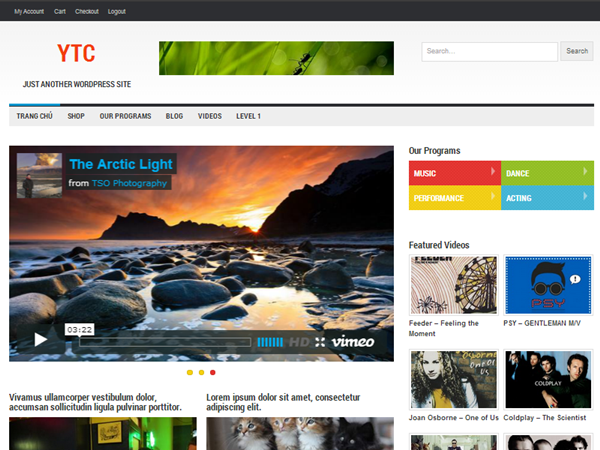 My Account Cart Checkout Logout
YTC
JUST ANOTHER WORDPRESS SITE
Search...
Search
TRANG CHỦ SHOP OUR PROGRAMS BLOG VIDEOS LEVEL 1
The Arctic Light
from TSO Photography
03:22
HD vimeo
Vivamus ullamcorper vestibulum dolor,
accumsan sollicitudin ligula pulvinar porttitor.
Lorem ipsum dolor sit amet, consectetur
adipiscing elit.
Our Programs
MUSIC DANCE
PERFORMANCE ACTING
Featured Videos
FEEDER
PSY
Feeder – Feeling the
Moment
PSY – GENTLEMAN M/V
COLDPLAY
Joan Osborne – One of Us
Coldplay – The Scientist